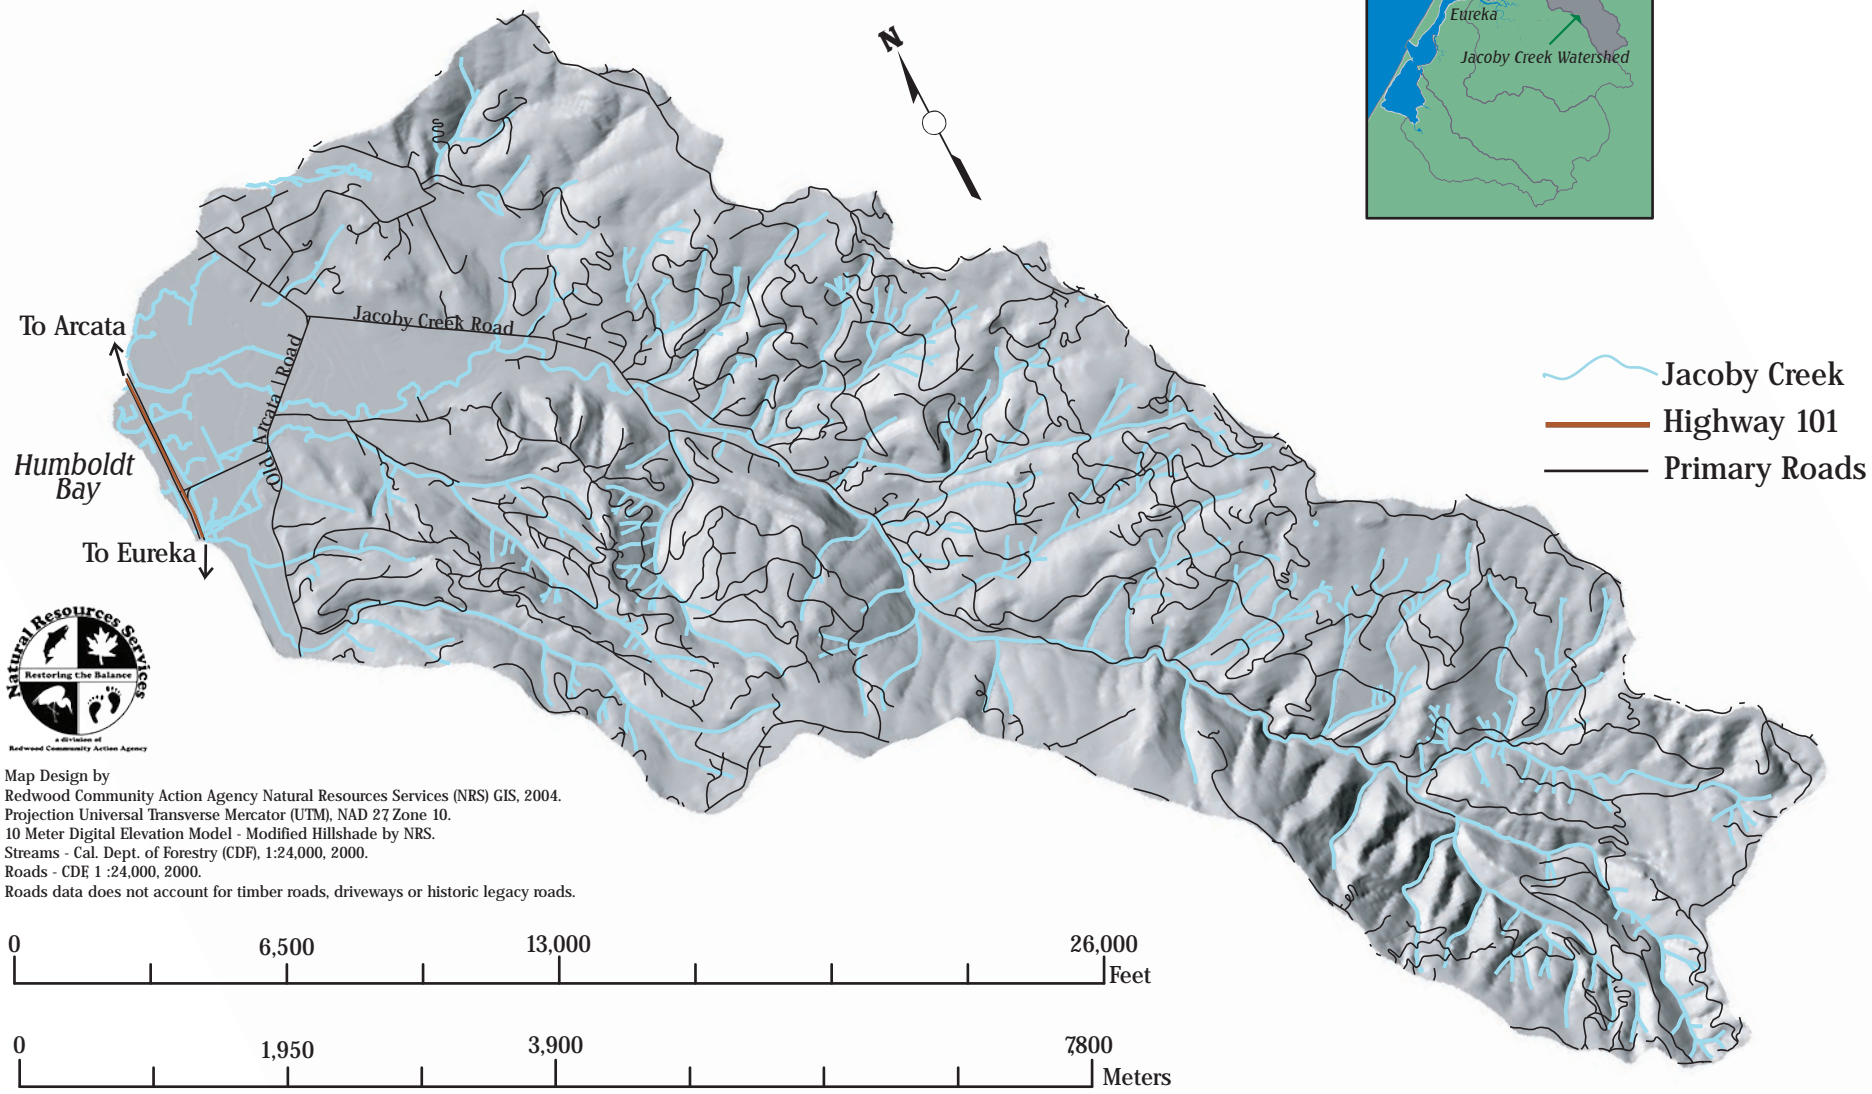 Eureka
Jacoby Creek Watershed
N
To Arcata
Jacoby Creek Road
Old Arcata Road
Humboldt
Bay
To Eureka
Jacoby Creek
Highway 101
Primary Roads
Natural Resources Services
Restoring the Balance
a division of
Redwood Community Action Agency
Map Design by
Redwood Community Action Agency Natural Resources Services (NRS) GIS, 2004.
Projection Universal Transverse Mercator (UTM), NAD 27, Zone 10.
10 Meter Digital Elevation Model - Modified Hillshade by NRS.
Streams - Cal. Dept. of Forestry (CDF), 1:24,000, 2000.
Roads - CDF, 1 :24,000, 2000.
Roads data does not account for timber roads, driveways or historic legacy roads.
0 6,500 13,000 26,000
Feet
0 1,950 3,900 7,800
Meters